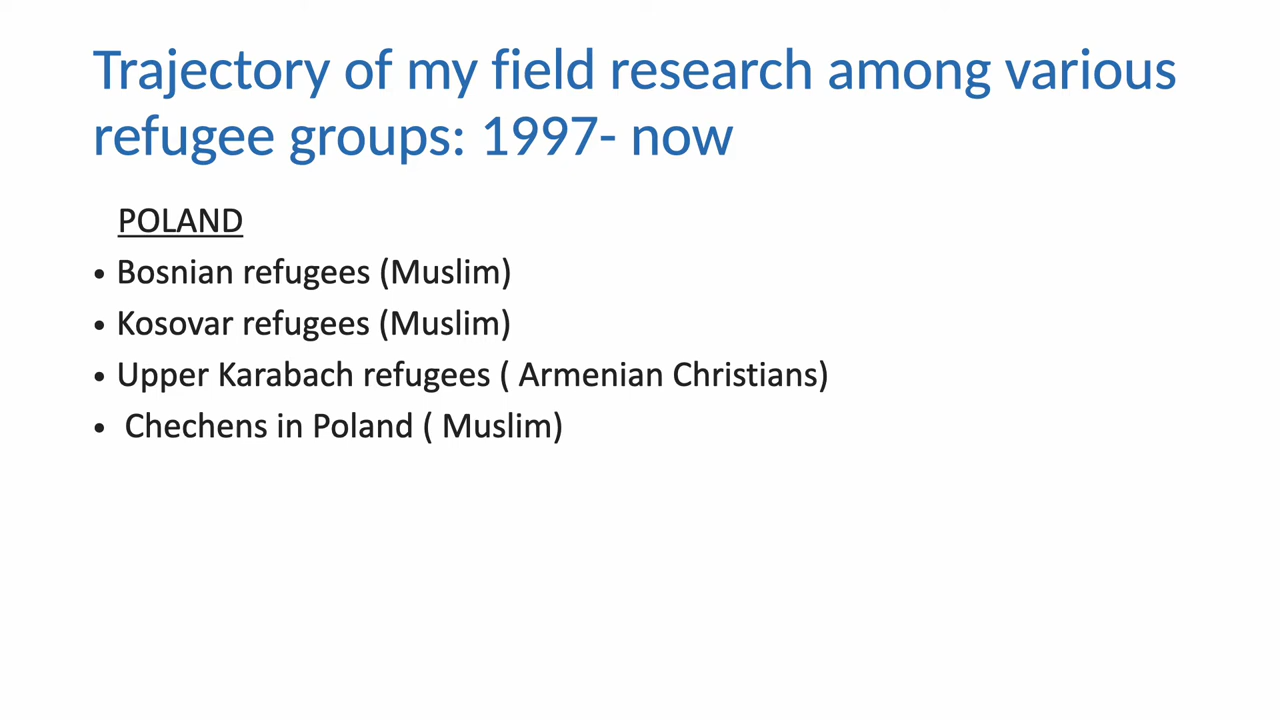 Trajectory of my field research among various
refugee groups: 1997- now
POLAND
• Bosnian refugees (Muslim)
• Kosovar refugees (Muslim)
• Upper Karabach refugees ( Armenian Christians)
• Chechens in Poland ( Muslim)